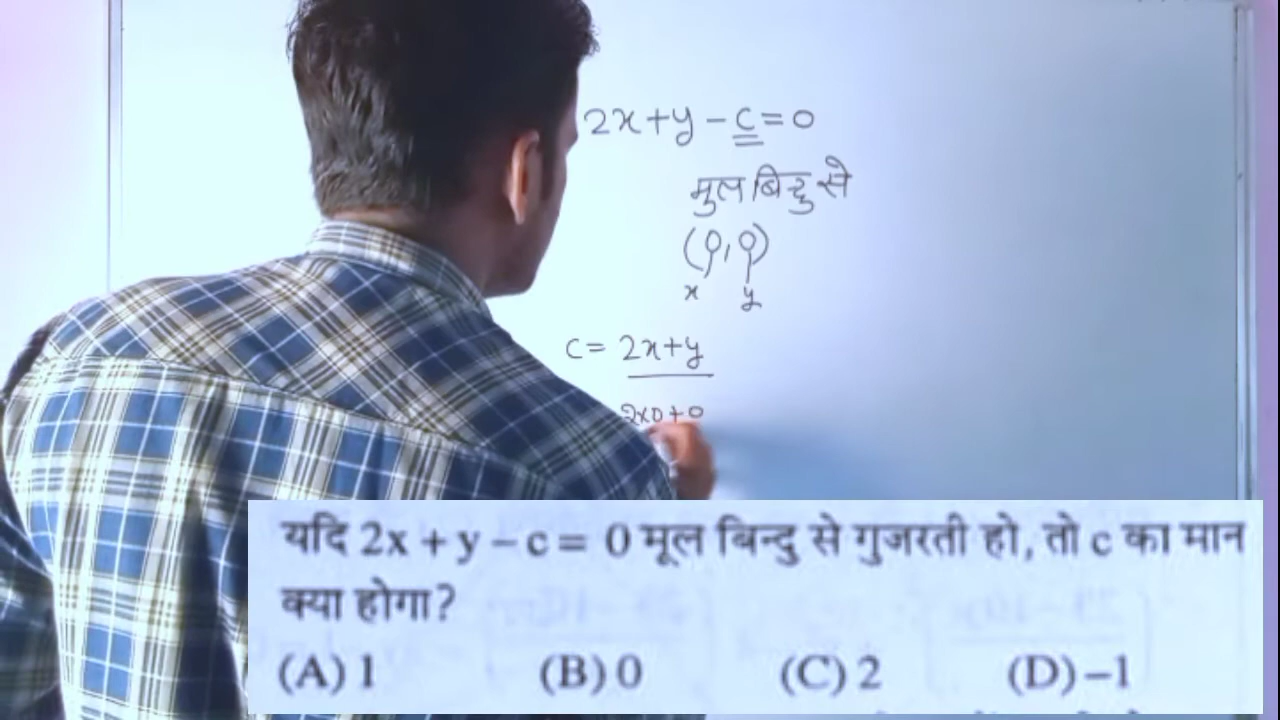 2x+y-c=0
मुल बिन्दु से
(0,0)
x y
c= 2x+y
2x0+0
यदि 2x + y – c = 0 मूल बिन्दु से गुजरती हो, तो c का मान
क्या होगा?
(A) 1 (B) 0 (C) 2 (D) –1